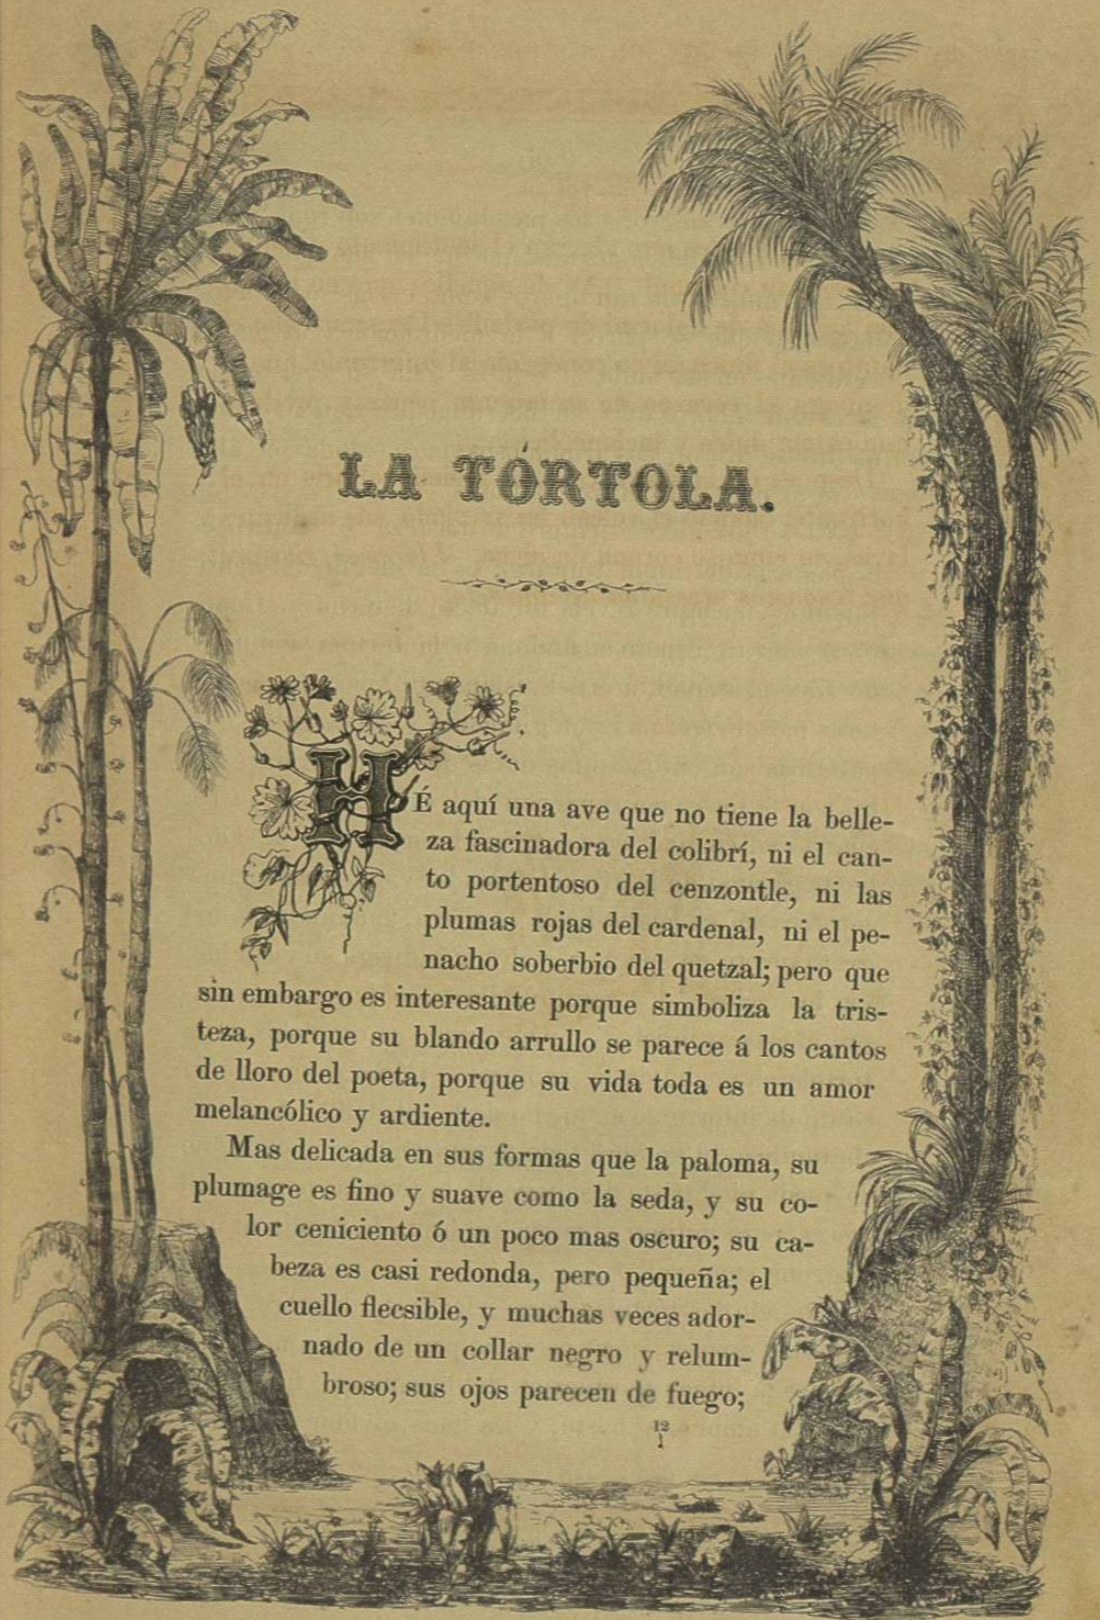 LA TÓRTOLA.
HÉ aquí una ave que no tiene la belle-
za fascinadora del colibrí, ni el can-
to portentoso del cenzontle, ni las
plumas rojas del cardenal, ni el pe-
nacho soberbio del quetzal; pero que
sin embargo es interesante porque simboliza la tris-
teza, porque su blando arrullo se parece á los cantos
de lloro del poeta, porque su vida toda es un amor
melancólico y ardiente.
Mas delicada en sus formas que la paloma, su
plumage es fino y suave como la seda, y su co-
lor ceniciento ó un poco mas oscuro; su ca-
beza es casi redonda, pero pequeña; el
cuello flecsible, y muchas veces ador-
nado de un collar negro y relum-
broso; sus ojos parecen de fuego;
12